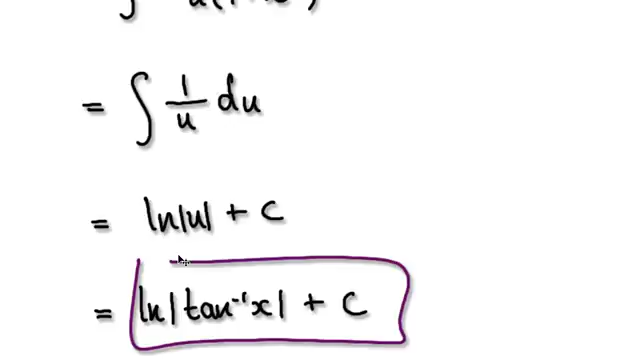 = ∫ 1/u du
= ln|u| + C
= ln|tan⁻¹x| + C